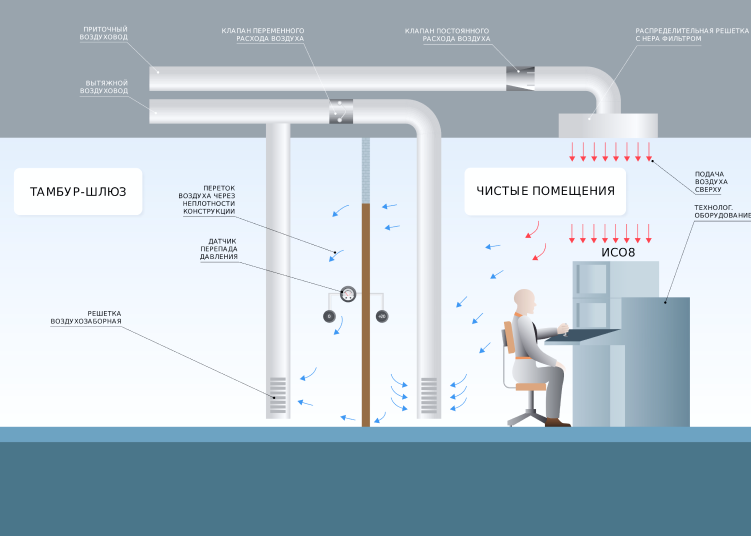 ПРИТОЧНЫЙ
ВОЗДУХОВОД
КЛАПАН ПЕРЕМЕННОГО
РАСХОДА ВОЗДУХА
КЛАПАН ПОСТОЯННОГО
РАСХОДА ВОЗДУХА
РАСПРЕДЕЛИТЕЛЬНАЯ РЕШЕТКА
С НЕРА ФИЛЬТРОМ
ВЫТЯЖНОЙ
ВОЗДУХОВОД
ТАМБУР-ШЛЮЗ
ПЕРЕТОК
ВОЗДУХА ЧЕРЕЗ
НЕПЛОТНОСТИ
КОНСТРУКЦИИ
ЧИСТЫЕ ПОМЕЩЕНИЯ
ПОДАЧА
ВОЗДУХА
СВЕРХУ
ТЕХНОЛОГ.
ОБОРУДОВАНИЕ
ДАТЧИК
ПЕРЕПАДА
ДАВЛЕНИЯ
ИСО8
0
+20
РЕШЕТКА
ВОЗДУХОЗАБОРНАЯ